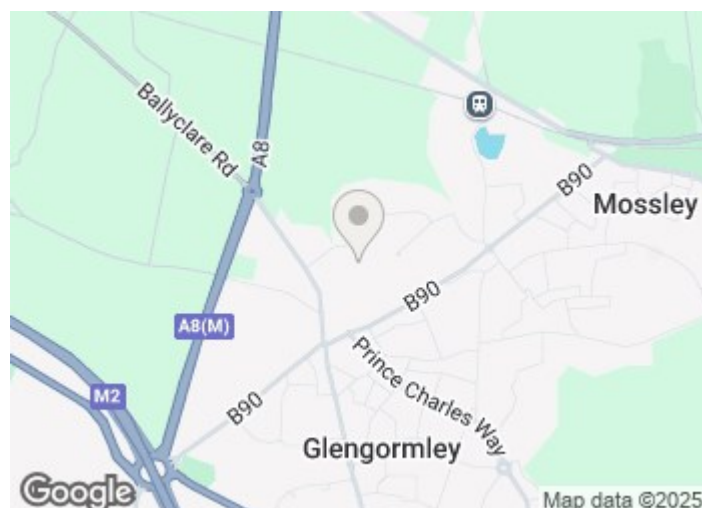 Ballyclare Rd
A8
B90
Mossley
B90
A8(M)
Prince Charles Way
M2
B90
Glengormley
Google
Map data ©2025